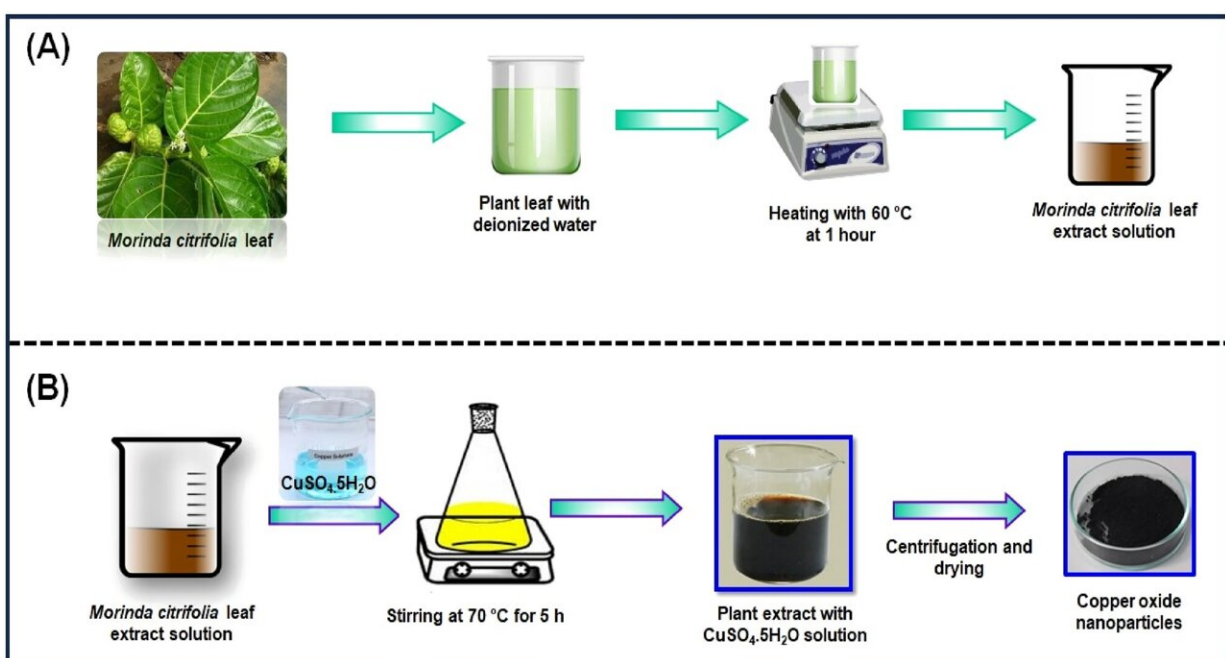 (A)
Morinda citrifolia leaf
Plant leaf with
deionized water
Heating with 60 °C
at 1 hour
Morinda citrifolia leaf
extract solution
(B)
Copper Sulphate
CuSO₄.5H₂O
Morinda citrifolia leaf
extract solution
Stirring at 70 °C for 5 h
Plant extract with
CuSO₄.5H₂O solution
Centrifugation and
drying
Copper oxide
nanoparticles